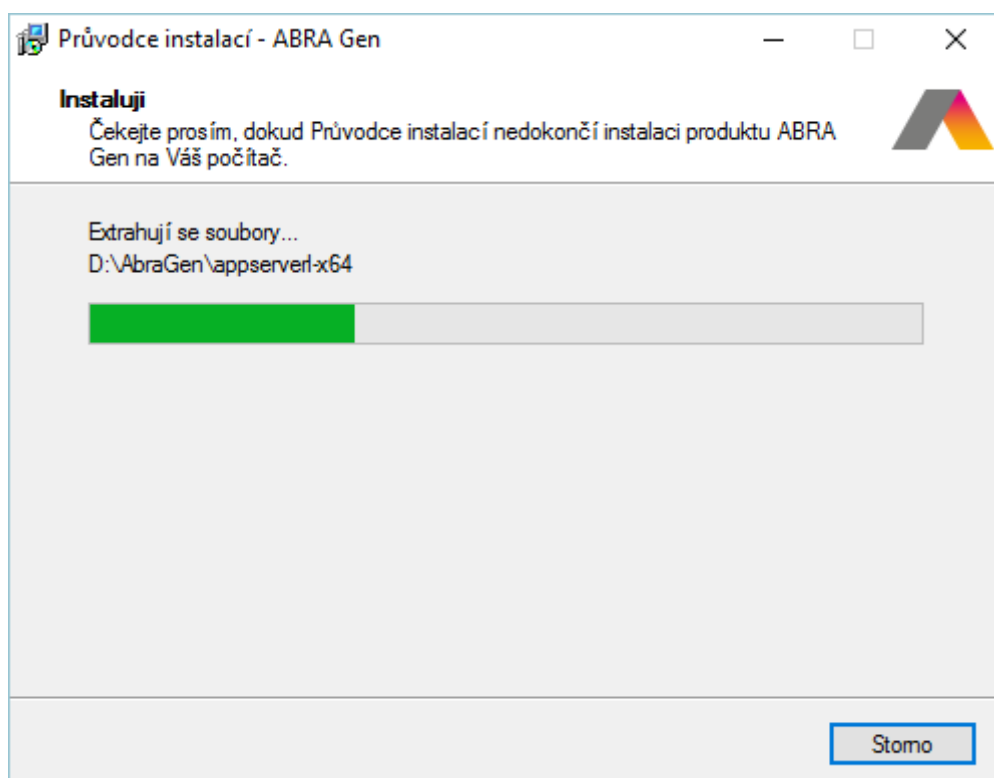 Průvodce instalací - ABRA Gen
Instaluji
Čekejte prosím, dokud Průvodce instalací nedokončí instalaci produktu ABRA
Gen na Váš počítač.
Extrahují se soubory...
D:\AbraGen\appserverl-x64
Storno